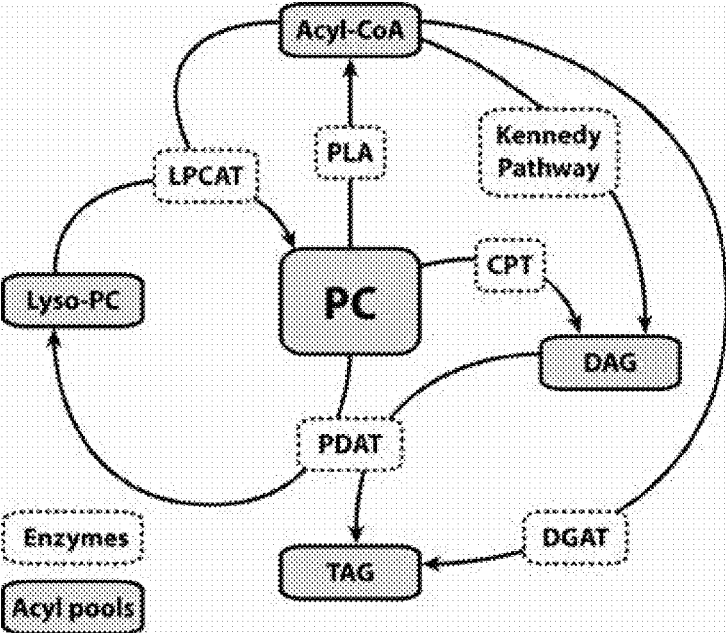 Acyl-CoA
Kennedy
Pathway
PLA
LPCAT
CPT
Lyso-PC
PC
DAG
PDAT
Enzymes
DGAT
TAG
Acyl pools